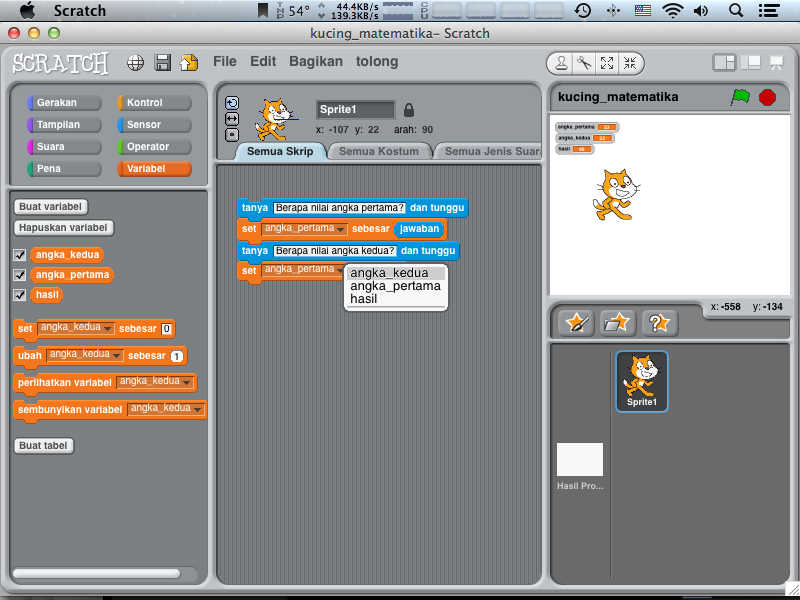 Scratch
54°
44.4KB/s
139.3KB/s
kucing_matematika– Scratch
SCRATCH
File Edit Bagikan tolong
Gerakan
Kontrol
Tampilan
Sensor
Suara
Operator
Pena
Variabel
Buat variabel
Hapuskan variabel
angka_kedua
angka_pertama
hasil
set angka_kedua sebesar 0
ubah angka_kedua sebesar 1
perlihatkan variabel angka_kedua
sembunyikan variabel angka_kedua
Buat tabel
Sprite1
x: -107 y: 22 arah: 90
Semua Skrip
Semua Kostum
Semua Jenis Suar
tanya Berapa nilai angka pertama? dan tunggu
set angka_pertama sebesar jawaban
tanya Berapa nilai angka kedua? dan tunggu
set angka_pertama
angka_kedua
angka_pertama
hasil
kucing_matematika
angka_pertama 23
angka_kedua 23
hasil 46
x: -558 y: -134
Sprite1
Hasil Pro...